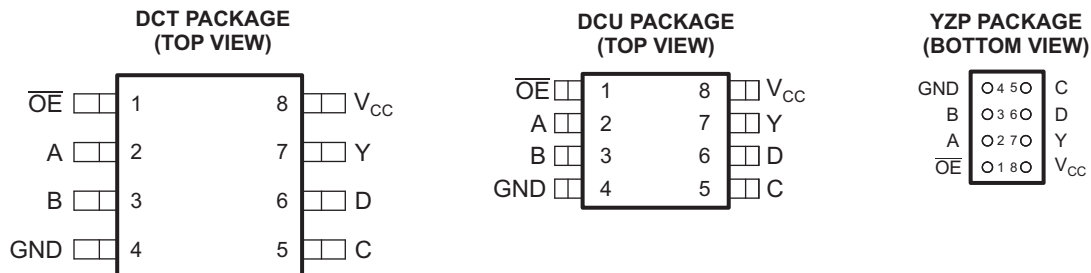 DCT PACKAGE
(TOP VIEW)
OE 1 8 VCC
A 2 7 Y
B 3 6 D
GND 4 5 C
DCU PACKAGE
(TOP VIEW)
OE 1 8 VCC
A 2 7 Y
B 3 6 D
GND 4 5 C
YZP PACKAGE
(BOTTOM VIEW)
GND 4 5 C
B 3 6 D
A 2 7 Y
OE 1 8 VCC